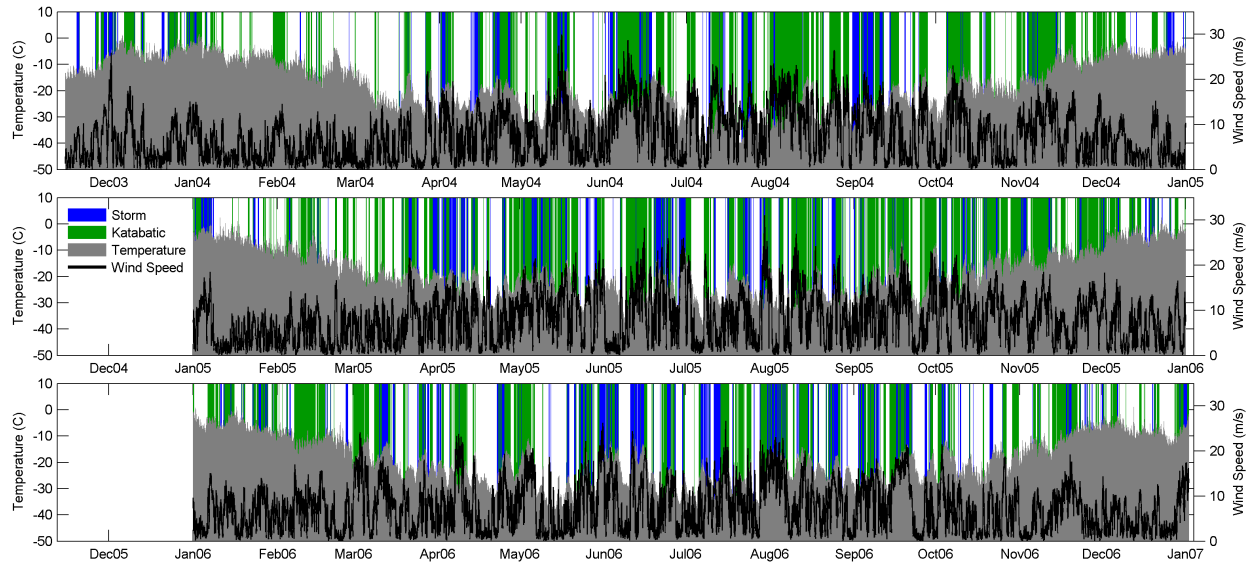 10
0
-10
-20
-30
-40
-50
Temperature (C)
30
20
10
0
Wind Speed (m/s)
Dec03 Jan04 Feb04 Mar04 Apr04 May04 Jun04 Jul04 Aug04 Sep04 Oct04 Nov04 Dec04 Jan05
10
0
-10
-20
-30
-40
-50
Temperature (C)
Storm
Katabatic
Temperature
Wind Speed
30
20
10
0
Wind Speed (m/s)
Dec04 Jan05 Feb05 Mar05 Apr05 May05 Jun05 Jul05 Aug05 Sep05 Oct05 Nov05 Dec05 Jan06
10
0
-10
-20
-30
-40
-50
Temperature (C)
30
20
10
0
Wind Speed (m/s)
Dec05 Jan06 Feb06 Mar06 Apr06 May06 Jun06 Jul06 Aug06 Sep06 Oct06 Nov06 Dec06 Jan07